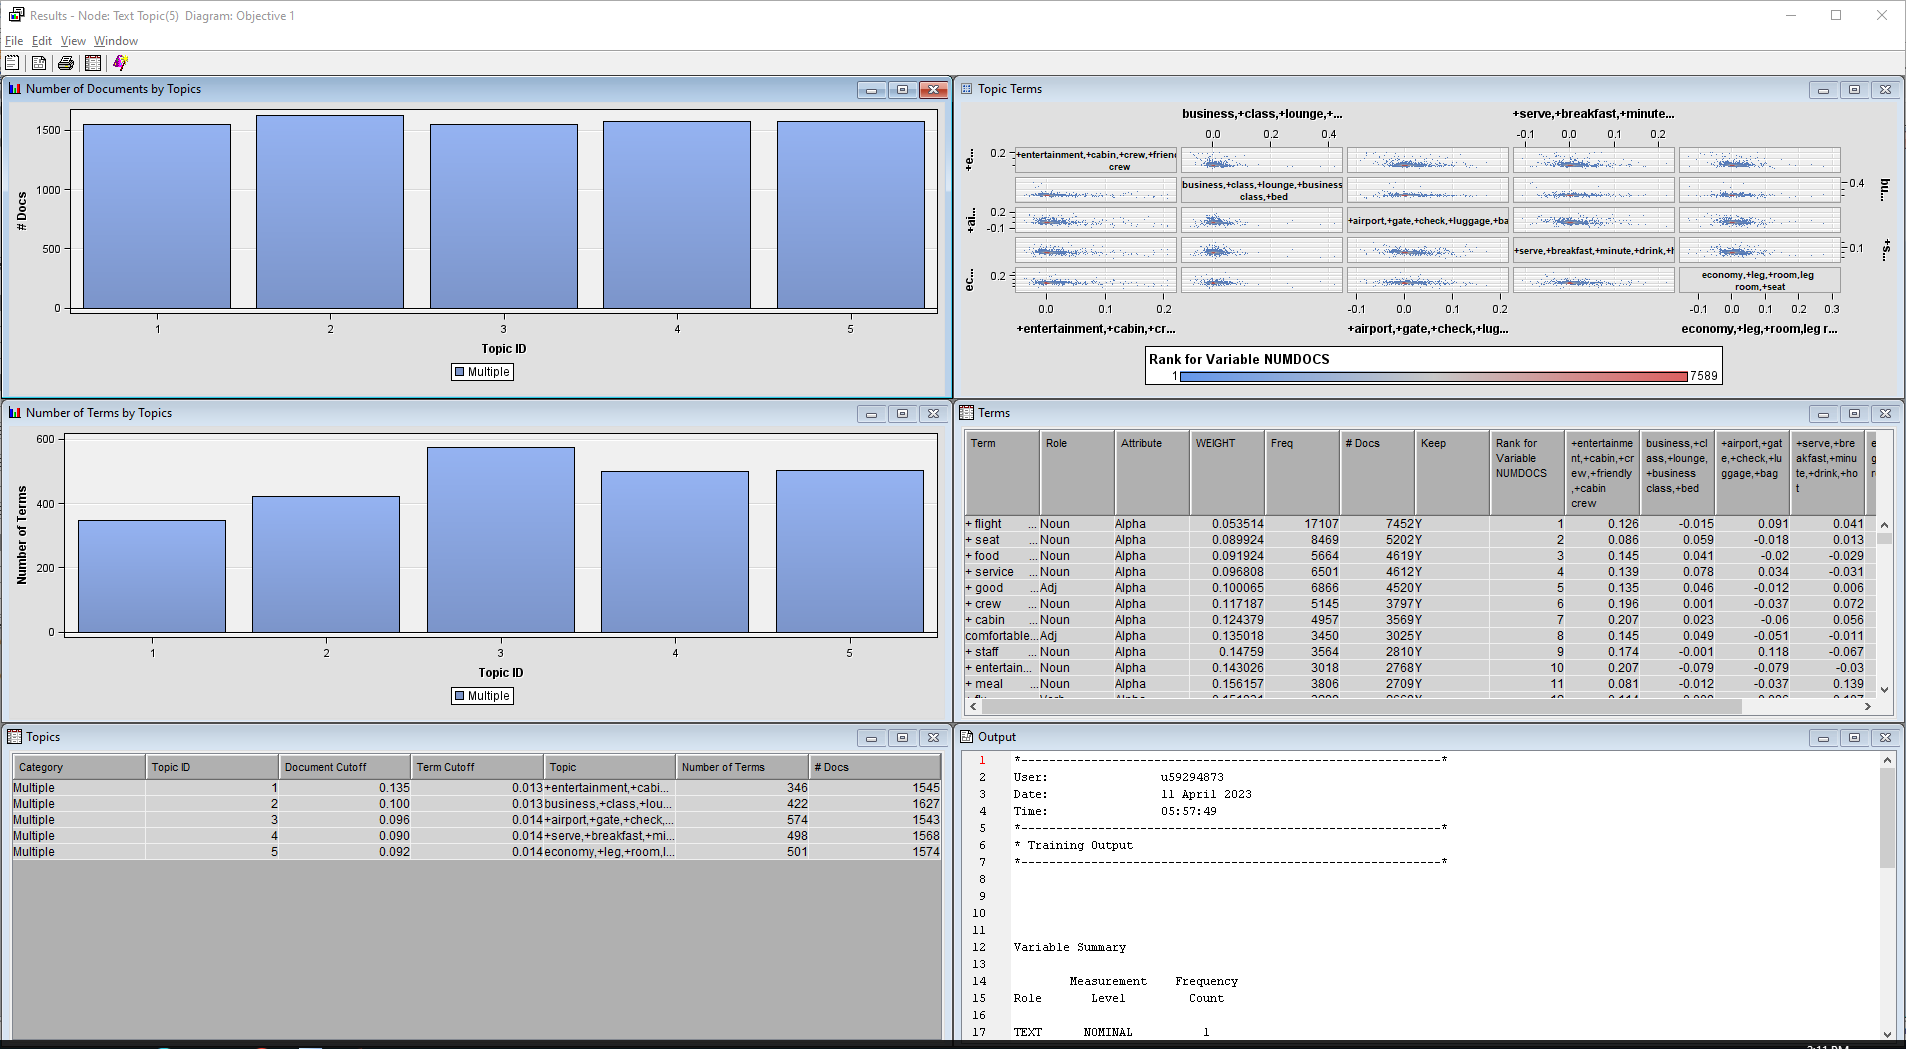 Results - Node: Text Topic(5)  Diagram: Objective 1
File Edit View Window
Number of Documents by Topics
# Docs
1500
1000
500
0
1 2 3 4 5
Topic ID
Multiple
Topic Terms
business,+class,+lounge,+... +serve,+breakfast,+minute...
0.0 0.2 0.4 -0.1 0.0 0.1 0.2
+e... 0.2 +entertainment,+cabin,+crew,+frien
crew
business,+class,+lounge,+business
class,+bed
0.4 bu...
+ai... 0.2
-0.1
+airport,+gate,+check,+luggage,+ba
+serve,+breakfast,+minute,+drink,+h
0.1 +s...
ec... 0.2
economy,+leg,+room,leg
room,+seat
0.0 0.1 0.2 -0.1 0.0 0.1 0.2 -0.1 0.0 0.1 0.2 0.3
+entertainment,+cabin,+cr... +airport,+gate,+check,+lug... economy,+leg,+room,leg r...
Rank for Variable NUMDOCS
1 7589
Number of Terms by Topics
Number of Terms
600
400
200
0
1 2 3 4 5
Topic ID
Multiple
Terms
Term Role Attribute WEIGHT Freq # Docs Keep Rank for Variable NUMDOCS +entertainme nt,+cabin,+cr ew,+friendly ,+cabin crew business,+cl ass,+lounge, +business class,+bed +airport,+gat e,+check,+lu ggage,+bag +serve,+bre akfast,+minu te,+drink,+ho t
+ flight ... Noun Alpha 0.053514 17107 7452 Y 1 0.126 -0.015 0.091 0.041
+ seat ... Noun Alpha 0.089924 8469 5202 Y 2 0.086 0.059 -0.018 0.013
+ food ... Noun Alpha 0.091924 5664 4619 Y 3 0.145 0.041 -0.02 -0.029
+ service ... Noun Alpha 0.096808 6501 4612 Y 4 0.139 0.078 0.034 -0.031
+ good ... Adj Alpha 0.100065 6866 4520 Y 5 0.135 0.046 -0.012 0.006
+ crew ... Noun Alpha 0.117187 5145 3797 Y 6 0.196 0.001 -0.037 0.072
+ cabin ... Noun Alpha 0.124379 4957 3569 Y 7 0.207 0.023 -0.06 0.056
comfortable... Adj Alpha 0.135018 3450 3025 Y 8 0.145 0.049 -0.051 -0.011
+ staff ... Noun Alpha 0.14759 3564 2810 Y 9 0.174 -0.001 0.118 -0.067
+ entertain... Noun Alpha 0.143026 3018 2768 Y 10 0.207 -0.079 -0.079 -0.03
+ meal ... Noun Alpha 0.156157 3806 2709 Y 11 0.081 -0.012 -0.037 0.139
Topics
Category Topic ID Document Cutoff Term Cutoff Topic Number of Terms # Docs
Multiple 1 0.135 0.013 +entertainment,+cabi... 346 1545
Multiple 2 0.100 0.013 business,+class,+lou... 422 1627
Multiple 3 0.096 0.014 +airport,+gate,+check,... 574 1543
Multiple 4 0.090 0.014 +serve,+breakfast,+mi... 498 1568
Multiple 5 0.092 0.014 economy,+leg,+room,l... 501 1574
Output
1 *------------------------------------------------------------*
2 User: u59294873
3 Date: 11 April 2023
4 Time: 05:57:49
5 *------------------------------------------------------------*
6 * Training Output
7 *------------------------------------------------------------*
8
9
10
11
12 Variable Summary
13
14 Measurement Frequency
15 Role Level Count
16
17 TEXT NOMINAL 1